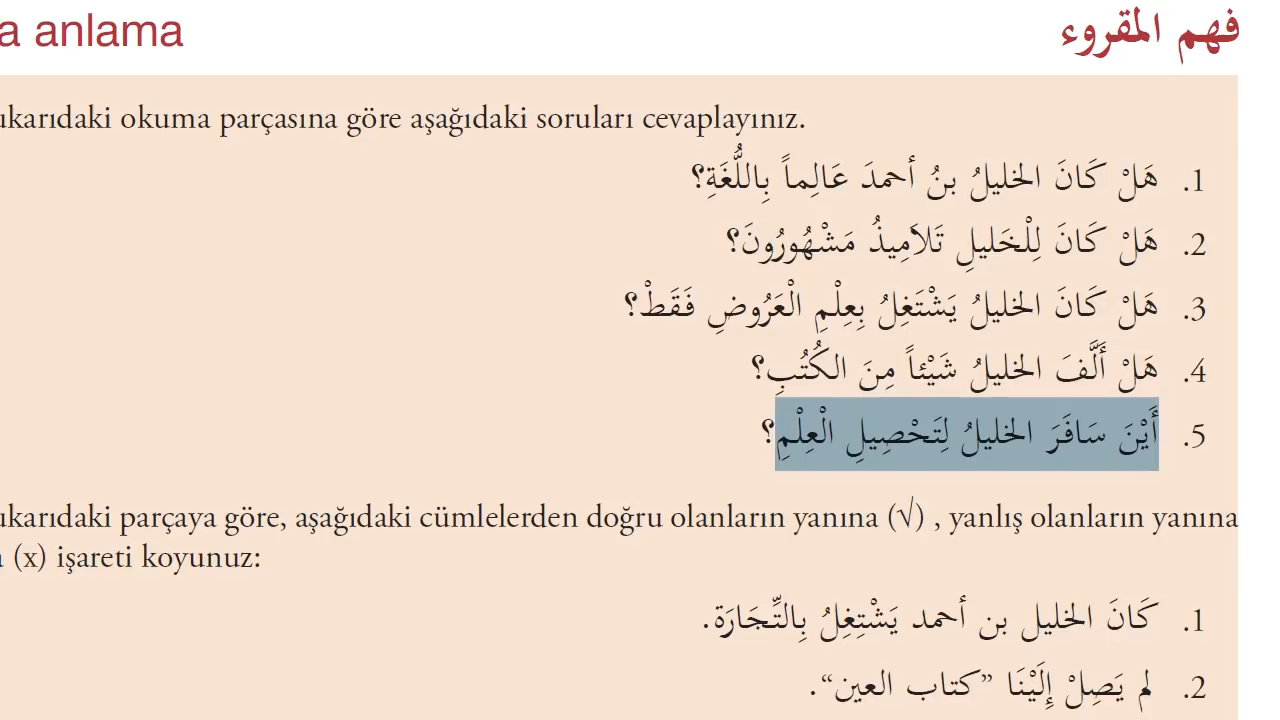 a anlama
فهم المقروء
ukarıdaki okuma parçasına göre aşağıdaki soruları cevaplayınız.
1. هَلْ كَانَ الخليلُ بنُ أحمدَ عَالِماً بِاللُّغَةِ؟
2. هَلْ كَانَ لِلْخَليلِ تَلاَمِيذُ مَشْهُورُونَ؟
3. هَلْ كَانَ الخليلُ يَشْتَغِلُ بِعِلْمِ الْعَرُوضِ فَقَطْ؟
4. هَلْ أَلَّفَ الخليلُ شَيْئاً مِنَ الكُتُبِ؟
5. أَيْنَ سَافَرَ الخليلُ لِتَحْصِيلِ الْعِلْمِ؟
ukarıdaki parçaya göre, aşağıdaki cümlelerden doğru olanların yanına (√) , yanlış olanların yanına
a (x) işareti koyunuz:
1. كَانَ الخليل بن أحمد يَشْتِغِلُ بِالتِّجَارَة.
2. لم يَصِلْ إِلَيْنَا ”كتاب العين“.